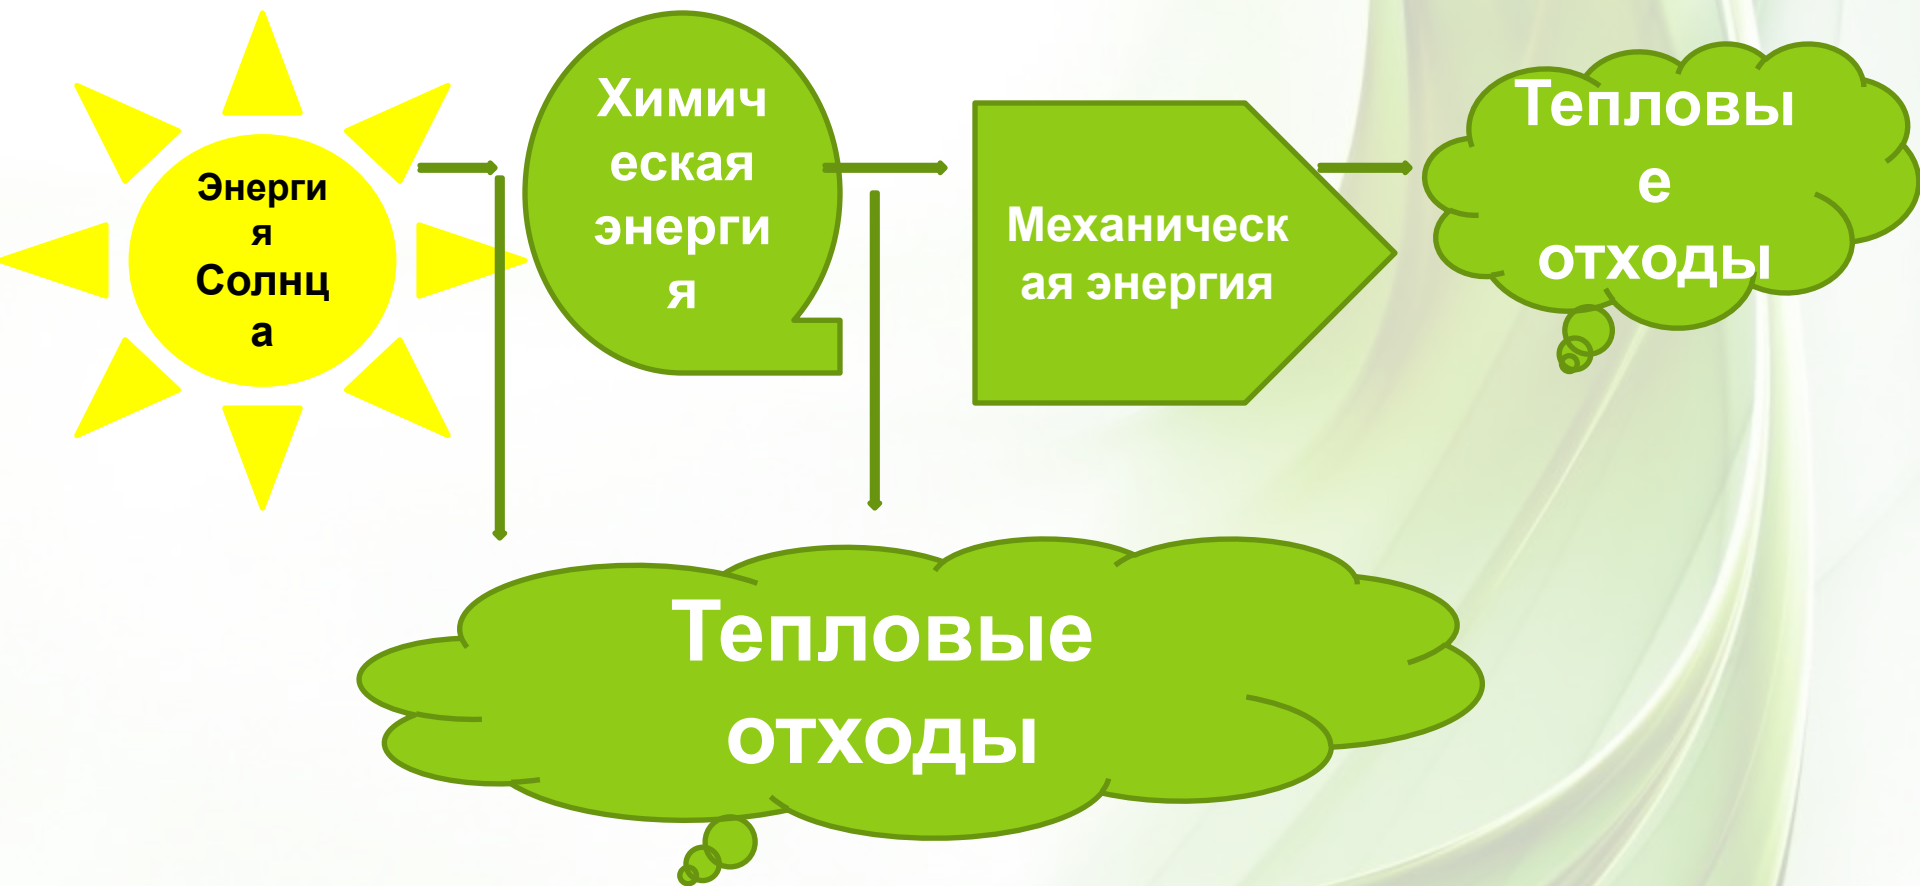 Энерги
я
Солнц
а
Химич
еская
энерги
я
Механическ
ая энергия
Тепловы
е
отходы
Тепловые
отходы